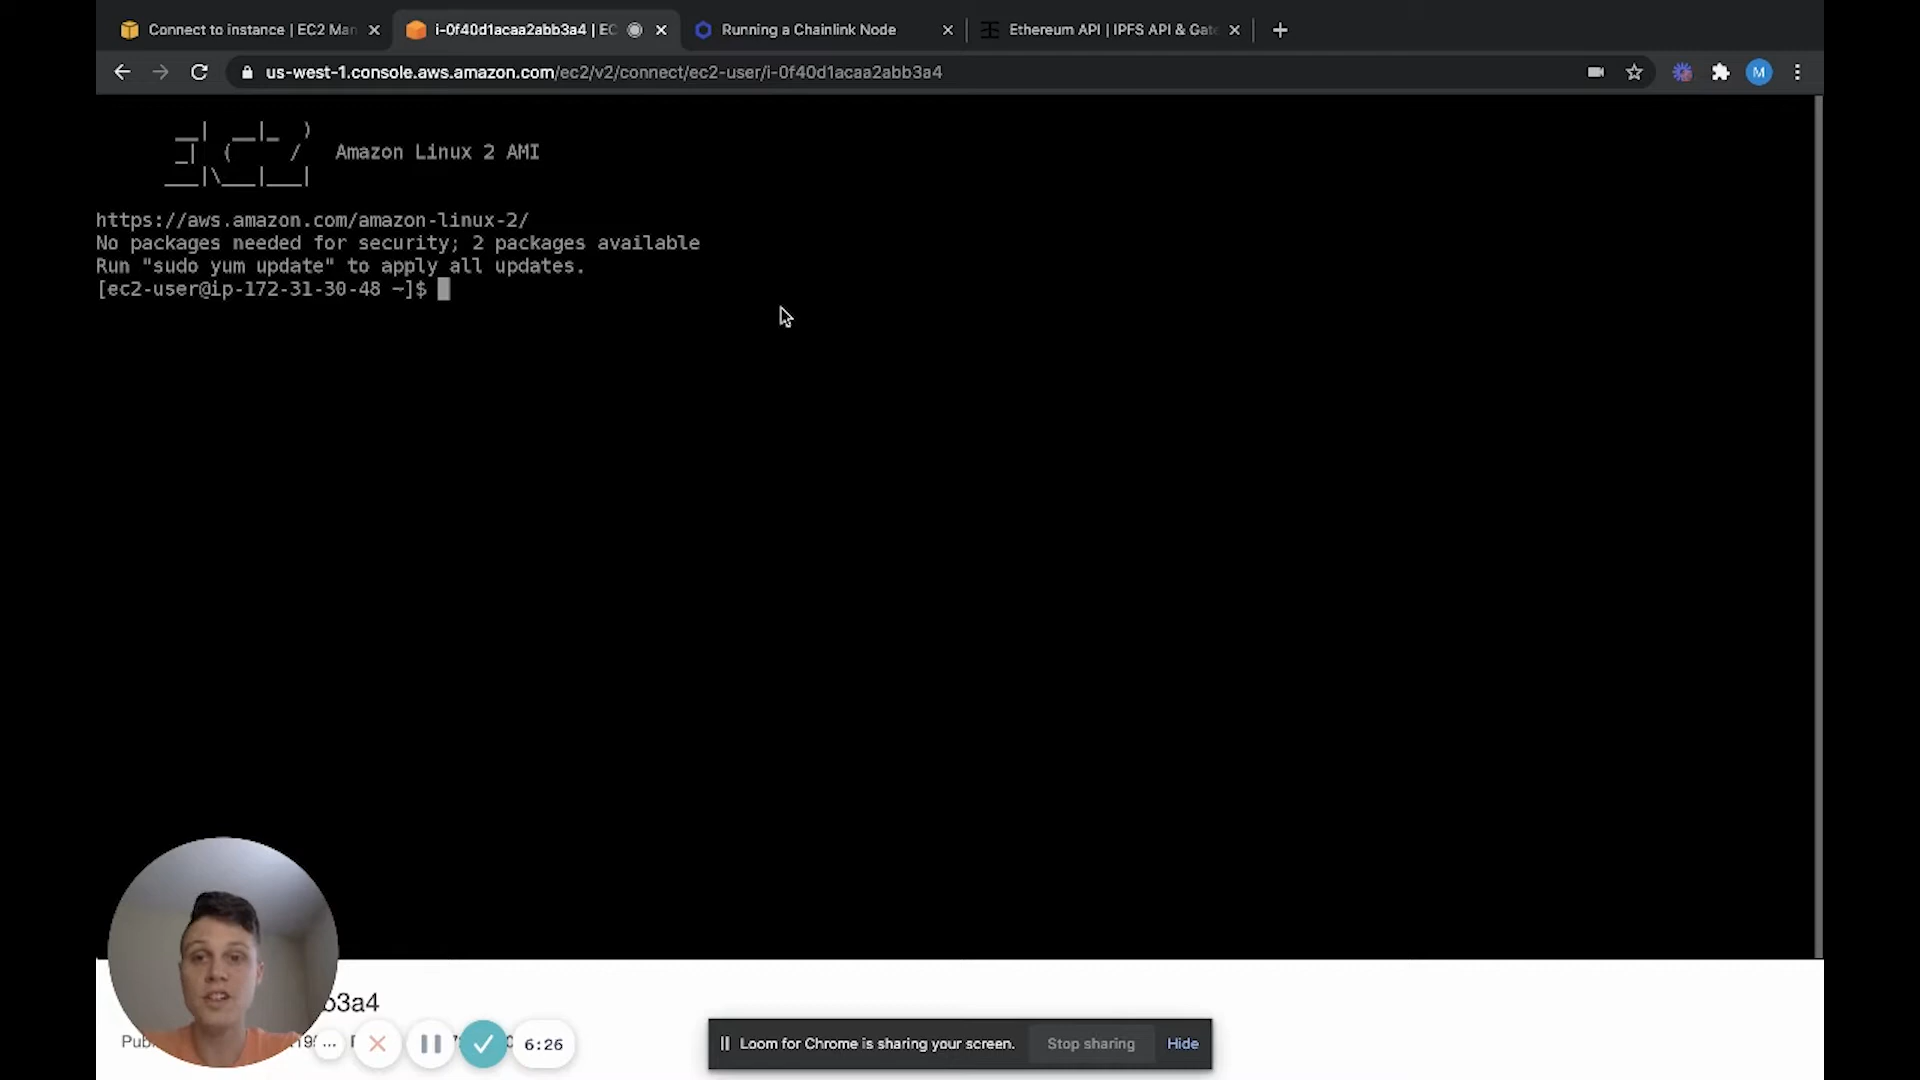 Connect to instance | EC2 Man
i-0f40d1acaa2abb3a4 | EC
Running a Chainlink Node
Ethereum API | IPFS API & Gate
us-west-1.console.aws.amazon.com/ec2/v2/connect/ec2-user/i-0f40d1acaa2abb3a4
M
Amazon Linux 2 AMI
https://aws.amazon.com/amazon-linux-2/
No packages needed for security; 2 packages available
Run "sudo yum update" to apply all updates.
[ec2-user@ip-172-31-30-48 ~]$
b3a4
6:26
Loom for Chrome is sharing your screen.
Stop sharing
Hide